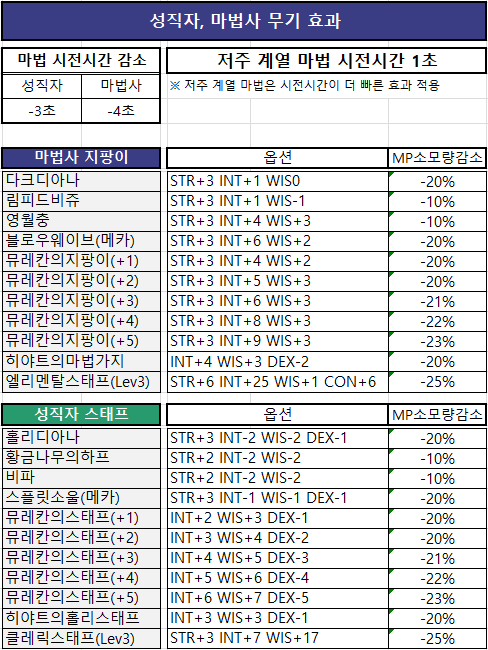 성직자, 마법사 무기 효과
마법 시전시간 감소 저주 계열 마법 시전시간 1초
성직자 마법사 ※ 저주 계열 마법은 시전시간이 더 빠른 효과 적용
-3초 -4초
마법사 지팡이 옵션 MP소모량감소
다크디아나 STR+3 INT+1 WIS0 -20%
림피드비쥬 STR+3 INT+1 WIS-1 -10%
영월충 STR+3 INT+4 WIS+3 -10%
블로우웨이브(메카) STR+3 INT+6 WIS+2 -20%
뮤레칸의지팡이(+1) STR+3 INT+4 WIS+2 -20%
뮤레칸의지팡이(+2) STR+3 INT+5 WIS+3 -20%
뮤레칸의지팡이(+3) STR+3 INT+6 WIS+3 -21%
뮤레칸의지팡이(+4) STR+3 INT+8 WIS+3 -22%
뮤레칸의지팡이(+5) STR+3 INT+9 WIS+3 -23%
히야트의마법가지 INT+4 WIS+3 DEX-2 -20%
엘리멘탈스태프(Lev3) STR+6 INT+25 WIS+1 CON+6 -25%
성직자 스태프 옵션 MP소모량감소
홀리디아나 STR+3 INT-2 WIS-2 DEX-1 -20%
황금나무의하프 STR+2 INT-2 WIS-2 -10%
비파 STR+2 INT-2 WIS-2 -10%
스플릿소울(메카) STR+3 INT-1 WIS-1 DEX-1 -20%
뮤레칸의스태프(+1) INT+2 WIS+3 DEX-1 -20%
뮤레칸의스태프(+2) INT+3 WIS+4 DEX-2 -20%
뮤레칸의스태프(+3) INT+4 WIS+5 DEX-3 -21%
뮤레칸의스태프(+4) INT+5 WIS+6 DEX-4 -22%
뮤레칸의스태프(+5) INT+6 WIS+7 DEX-5 -23%
히야트의홀리스태프 INT+3 WIS+3 DEX-1 -20%
클레릭스태프(Lev3) STR+3 INT+7 WIS+17 -25%